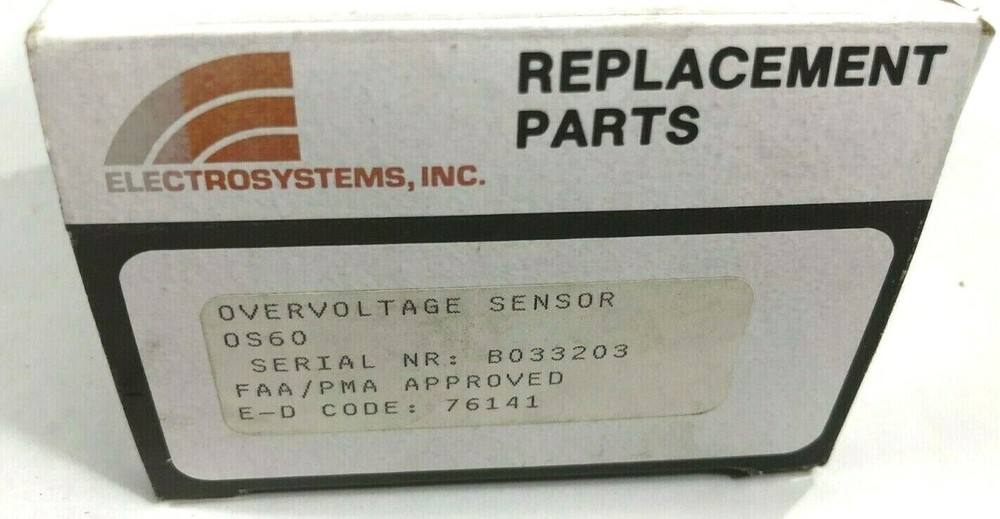 REPLACEMENT
PARTS
ELECTROSYSTEMS, INC.
OVERVOLTAGE SENSOR
OS60
SERIAL NR: B033203
FAA/PMA APPROVED
E-D CODE: 76141